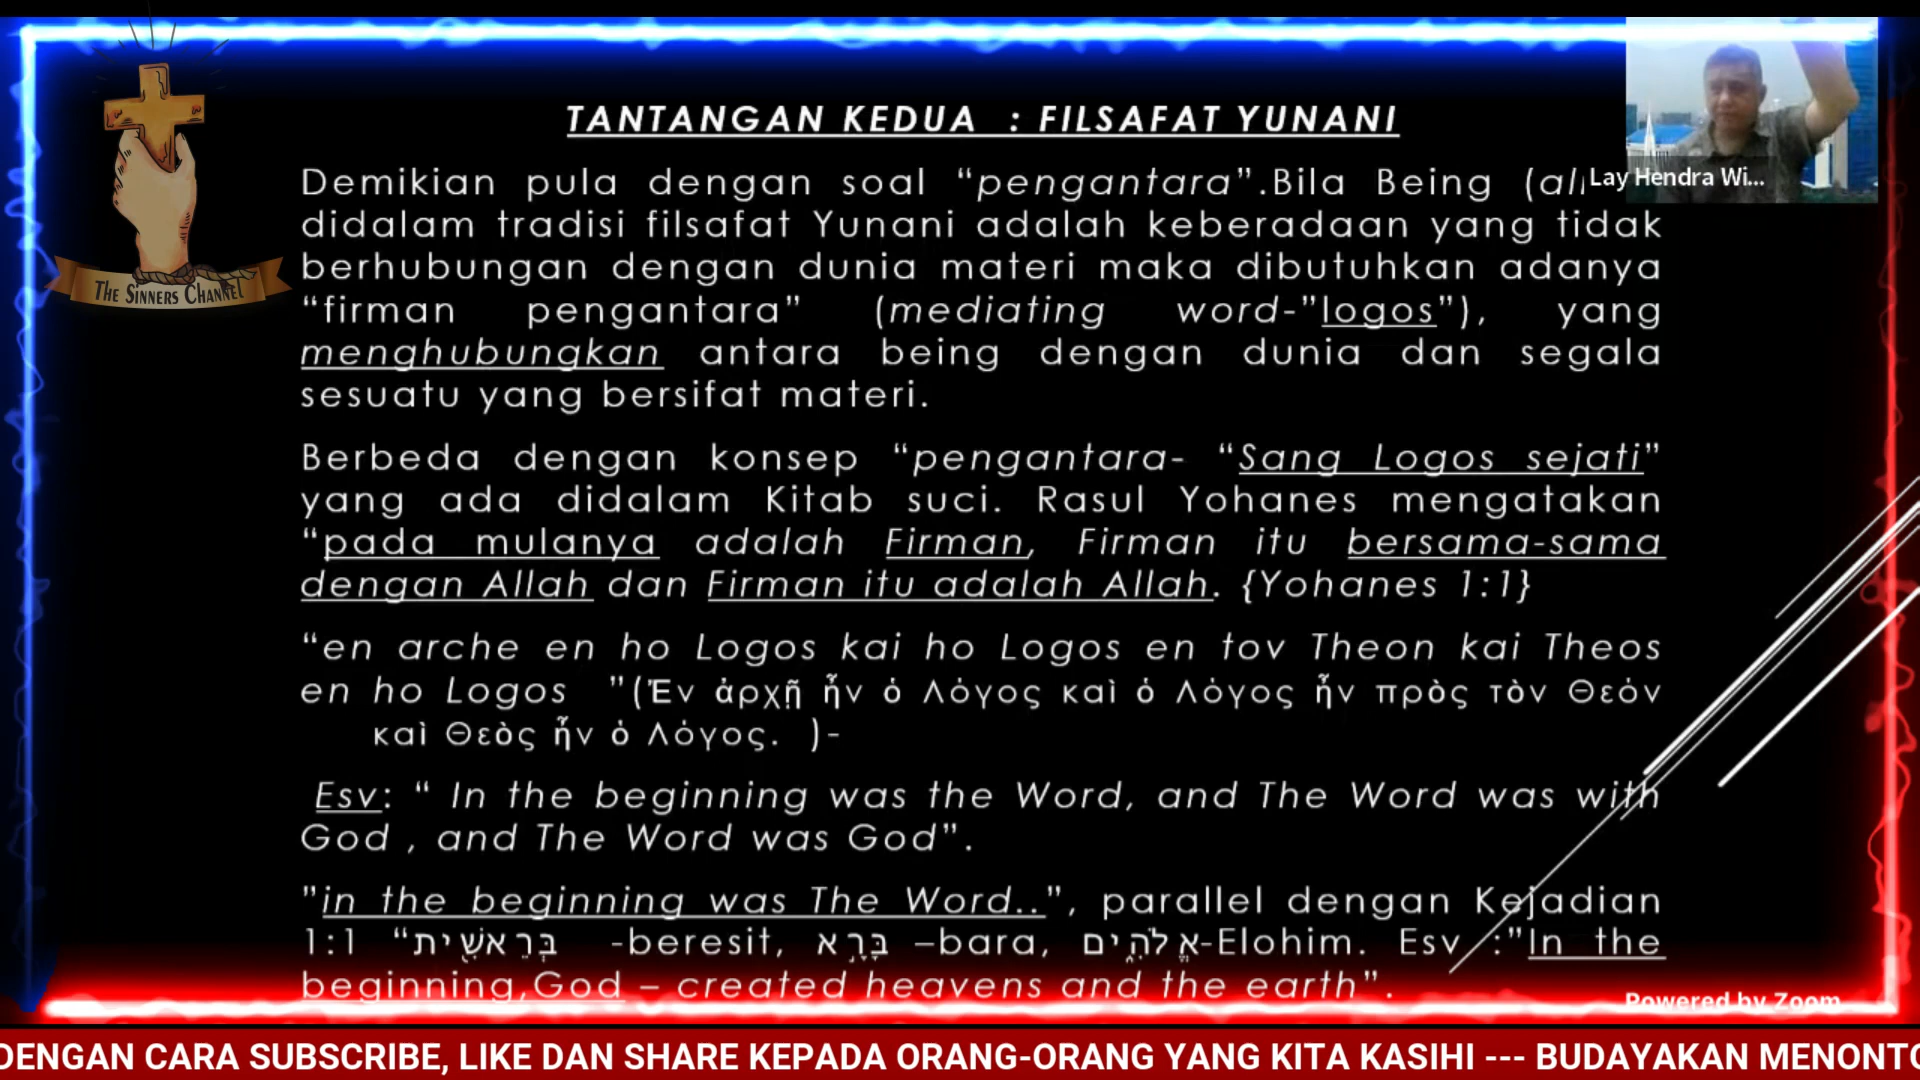 TANTANGAN KEDUA : FILSAFAT YUNANI
Demikian pula dengan soal “pengantara”.Bila Being (
Lay Hendra Wi...
didalam tradisi filsafat Yunani adalah keberadaan yang tidak
berhubungan dengan dunia materi maka dibutuhkan adanya
“firman pengantara” (mediating word-”logos”), yang
menghubungkan antara being dengan dunia dan segala
sesuatu yang bersifat materi.
THE SINNERS CHANNEL
Berbeda dengan konsep “pengantara- “Sang Logos sejati”
yang ada didalam Kitab suci. Rasul Yohanes mengatakan
“pada mulanya adalah Firman, Firman itu bersama-sama
dengan Allah dan Firman itu adalah Allah. {Yohanes 1:1}
“en arche en ho Logos kai ho Logos en tov Theon kai Theos
en ho Logos ”(Ἐν ἀρχῇ ἦν ὁ Λόγος καὶ ὁ Λόγος ἦν πρὸς τὸν Θεόν
καὶ Θεὸς ἦν ὁ Λόγος. )-
Esv: “ In the beginning was the Word, and The Word was with
God , and The Word was God”.
”in the beginning was The Word..”, parallel dengan Kejadian
1:1 “בְּרֵאשִׁ֖ית -beresit, בָּרָ֣א –bara, אֱלֹהִ֑ים-Elohim. Esv :”In the
beginning,God – created heavens and the earth”.
Powered by Zoom
DENGAN CARA SUBSCRIBE, LIKE DAN SHARE KEPADA ORANG-ORANG YANG KITA KASIHI --- BUDAYAKAN MENONTO